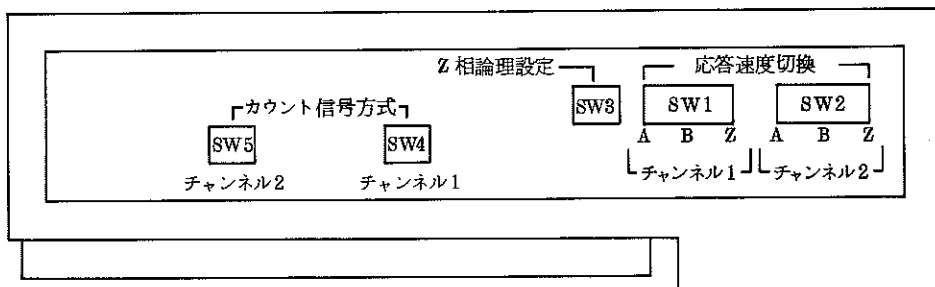 Z 相論理設定
応答速度切換
カウント信号方式
SW3
SW1
SW2
SW5
SW4
A B Z
A B Z
チャンネル2
チャンネル1
チャンネル1
チャンネル2